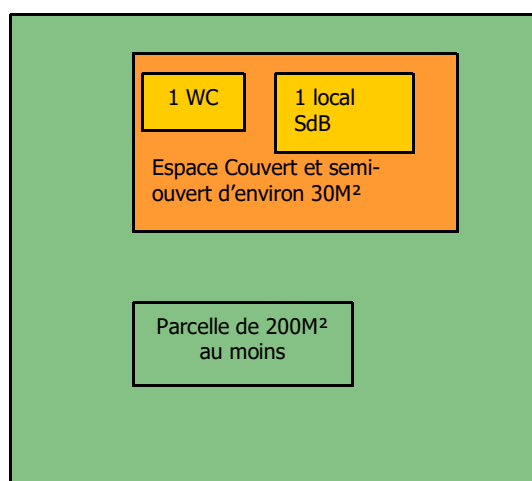 1 WC
1 local
SdB
Espace Couvert et semi-
ouvert d’environ 30M²
Parcelle de 200M²
au moins